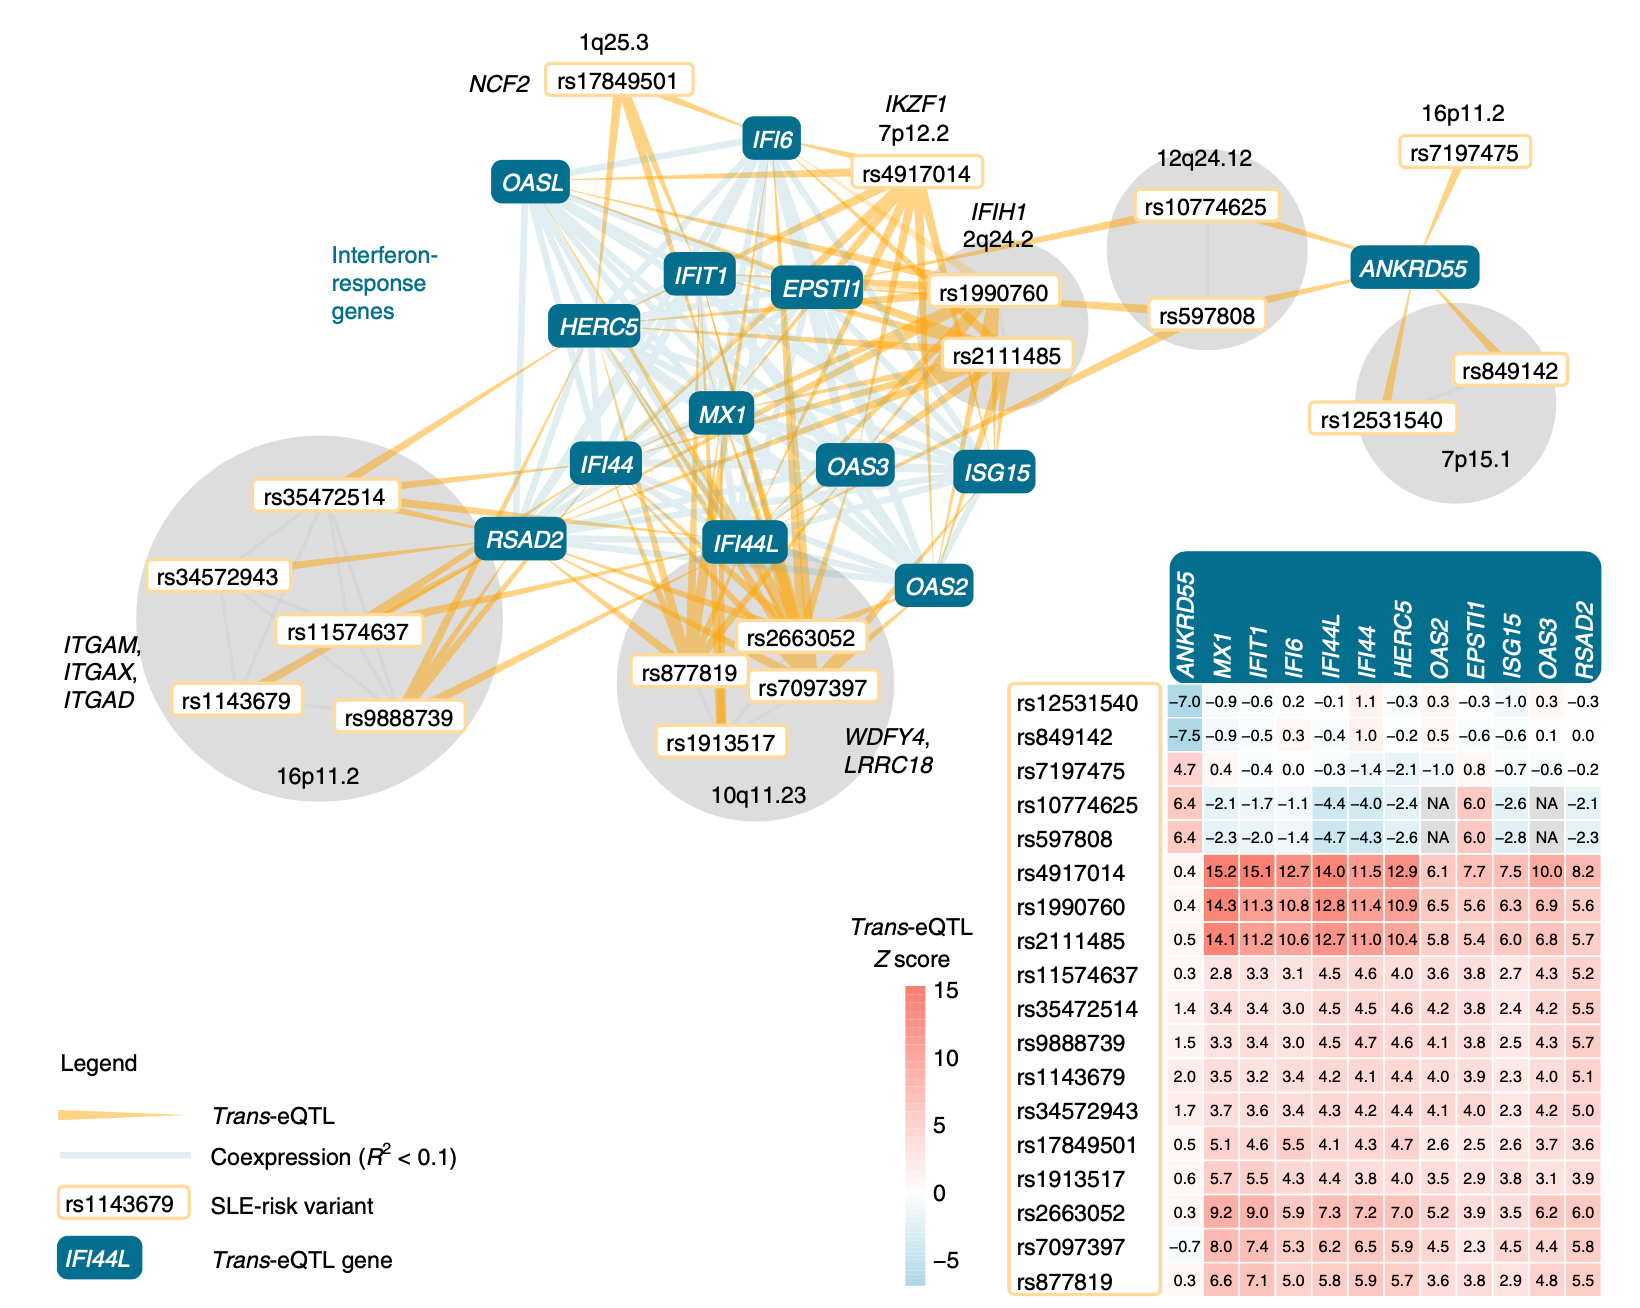 1q25.3
NCF2
rs17849501
IFI6
IKZF1
7p12.2
rs4917014
OASL
IFIH1
2q24.2
12q24.12
rs10774625
16p11.2
rs7197475
ANKRD55
Interferon-
response
genes
IFIT1
EPSTI1
rs1990760
HERC5
rs597808
rs2111485
rs849142
rs12531540
7p15.1
MX1
IFI44
OAS3
ISG15
rs35472514
RSAD2
IFI44L
OAS2
rs34572943
rs11574637
rs2663052
ITGAM,
ITGAX,
ITGAD
rs877819
rs7097397
rs1143679
rs9888739
rs1913517
WDFY4,
LRRC18
16p11.2
10q11.23
ANKRD55 MX1 IFIT1 IFI6 IFI44L IFI44 HERC5 OAS2 EPSTI1 ISG15 OAS3 RSAD2
rs12531540 −7.0 −0.9 −0.6 0.2 −0.1 1.1 −0.3 0.3 −0.3 −1.0 0.3 −0.3
rs849142 −7.5 −0.9 −0.5 0.3 −0.4 1.0 −0.2 0.5 −0.6 −0.6 0.1 0.0
rs7197475 4.7 0.4 −0.4 0.0 −0.3 −1.4 −2.1 −1.0 0.8 −0.7 −0.6 −0.2
rs10774625 6.4 −2.1 −1.7 −1.1 −4.4 −4.0 −2.4 NA 6.0 −2.6 NA −2.1
rs597808 6.4 −2.3 −2.0 −1.4 −4.7 −4.3 −2.6 NA 6.0 −2.8 NA −2.3
rs4917014 0.4 15.2 15.1 12.7 14.0 11.5 12.9 6.1 7.7 7.5 10.0 8.2
rs1990760 0.4 14.3 11.3 10.8 12.8 11.4 10.9 6.5 5.6 6.3 6.9 5.6
rs2111485 0.5 14.1 11.2 10.6 12.7 11.0 10.4 5.8 5.4 6.0 6.8 5.7
rs11574637 0.3 2.8 3.3 3.1 4.5 4.6 4.0 3.6 3.8 2.7 4.3 5.2
rs35472514 1.4 3.4 3.4 3.0 4.5 4.5 4.6 4.2 3.8 2.4 4.2 5.5
rs9888739 1.5 3.3 3.4 3.0 4.5 4.7 4.6 4.1 3.8 2.5 4.3 5.7
rs1143679 2.0 3.5 3.2 3.4 4.2 4.1 4.4 4.0 3.9 2.3 4.0 5.1
rs34572943 1.7 3.7 3.6 3.4 4.3 4.2 4.4 4.1 4.0 2.3 4.2 5.0
rs17849501 0.5 5.1 4.6 5.5 4.1 4.3 4.7 2.6 2.5 2.6 3.7 3.6
rs1913517 0.6 5.7 5.5 4.3 4.4 3.8 4.0 3.5 2.9 3.8 3.1 3.9
rs2663052 0.3 9.2 9.0 5.9 7.3 7.2 7.0 5.2 3.9 3.5 6.2 6.0
rs7097397 −0.7 8.0 7.4 5.3 6.2 6.5 5.9 4.5 2.3 4.5 4.4 5.8
rs877819 0.3 6.6 7.1 5.0 5.8 5.9 5.7 3.6 3.8 2.9 4.8 5.5
Trans-eQTL
Z score
15
10
5
0
−5
Legend
Trans-eQTL
Coexpression (R² < 0.1)
rs1143679 SLE-risk variant
IFI44L Trans-eQTL gene